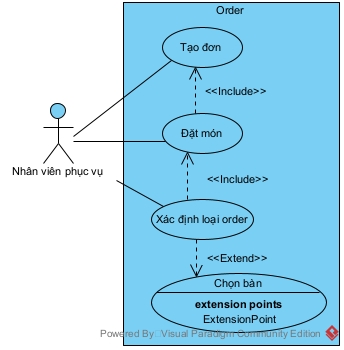 Order
Tạo đơn
<<Include>>
Đặt món
Nhân viên phục vụ
<<Include>>
Xác định loại order
<<Extend>>
Chọn bàn
extension points
ExtensionPoint
Powered By Visual Paradigm Community Edition